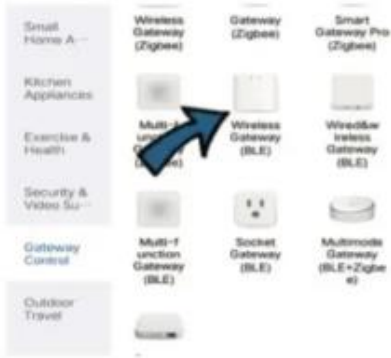 Small
Home A...
Kitchen
Appliances
Exercise &
Health
Security &
Video Su...
Gateway
Control
Outdoor
Travel
Wireless
Gateway
(Zigbee)
Gateway
(Zigbee)
Smart
Gateway Pro
(Zigbee)
Wireless
Gateway
(BLE)
Wired&w
ireless
Gateway
(BLE)
Multi-f
unction
Gateway
(BLE)
Socket
Gateway
(BLE)
Multimode
Gateway
(BLE+Zigbe
e)